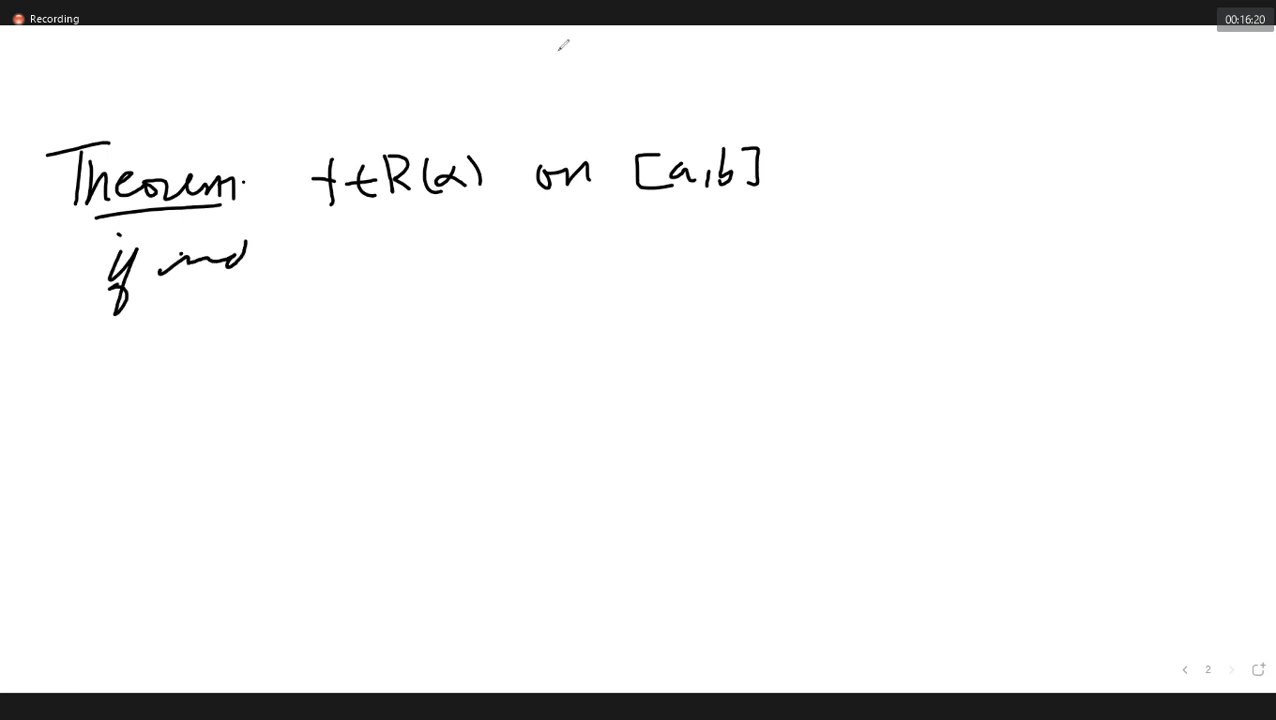 Recording
00:16:20
Theorem. f∈R(α) on [a,b]
if and
2